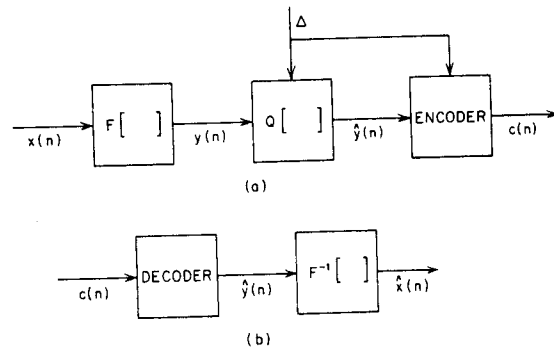 Δ
F [ ]
Q [ ]
ENCODER
x(n)
y(n)
ŷ(n)
c(n)
(a)
DECODER
F⁻¹ [ ]
c(n)
ŷ(n)
x̂(n)
(b)